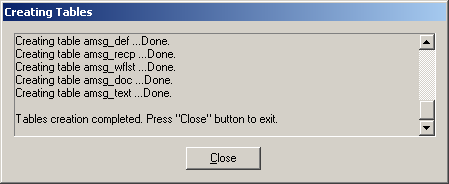 Creating Tables
Creating table amsg_def ...Done.
Creating table amsg_recp ...Done.
Creating table amsg_wflst ...Done.
Creating table amsg_doc ...Done.
Creating table amsg_text ...Done.
Tables creation completed. Press "Close" button to exit.
Close